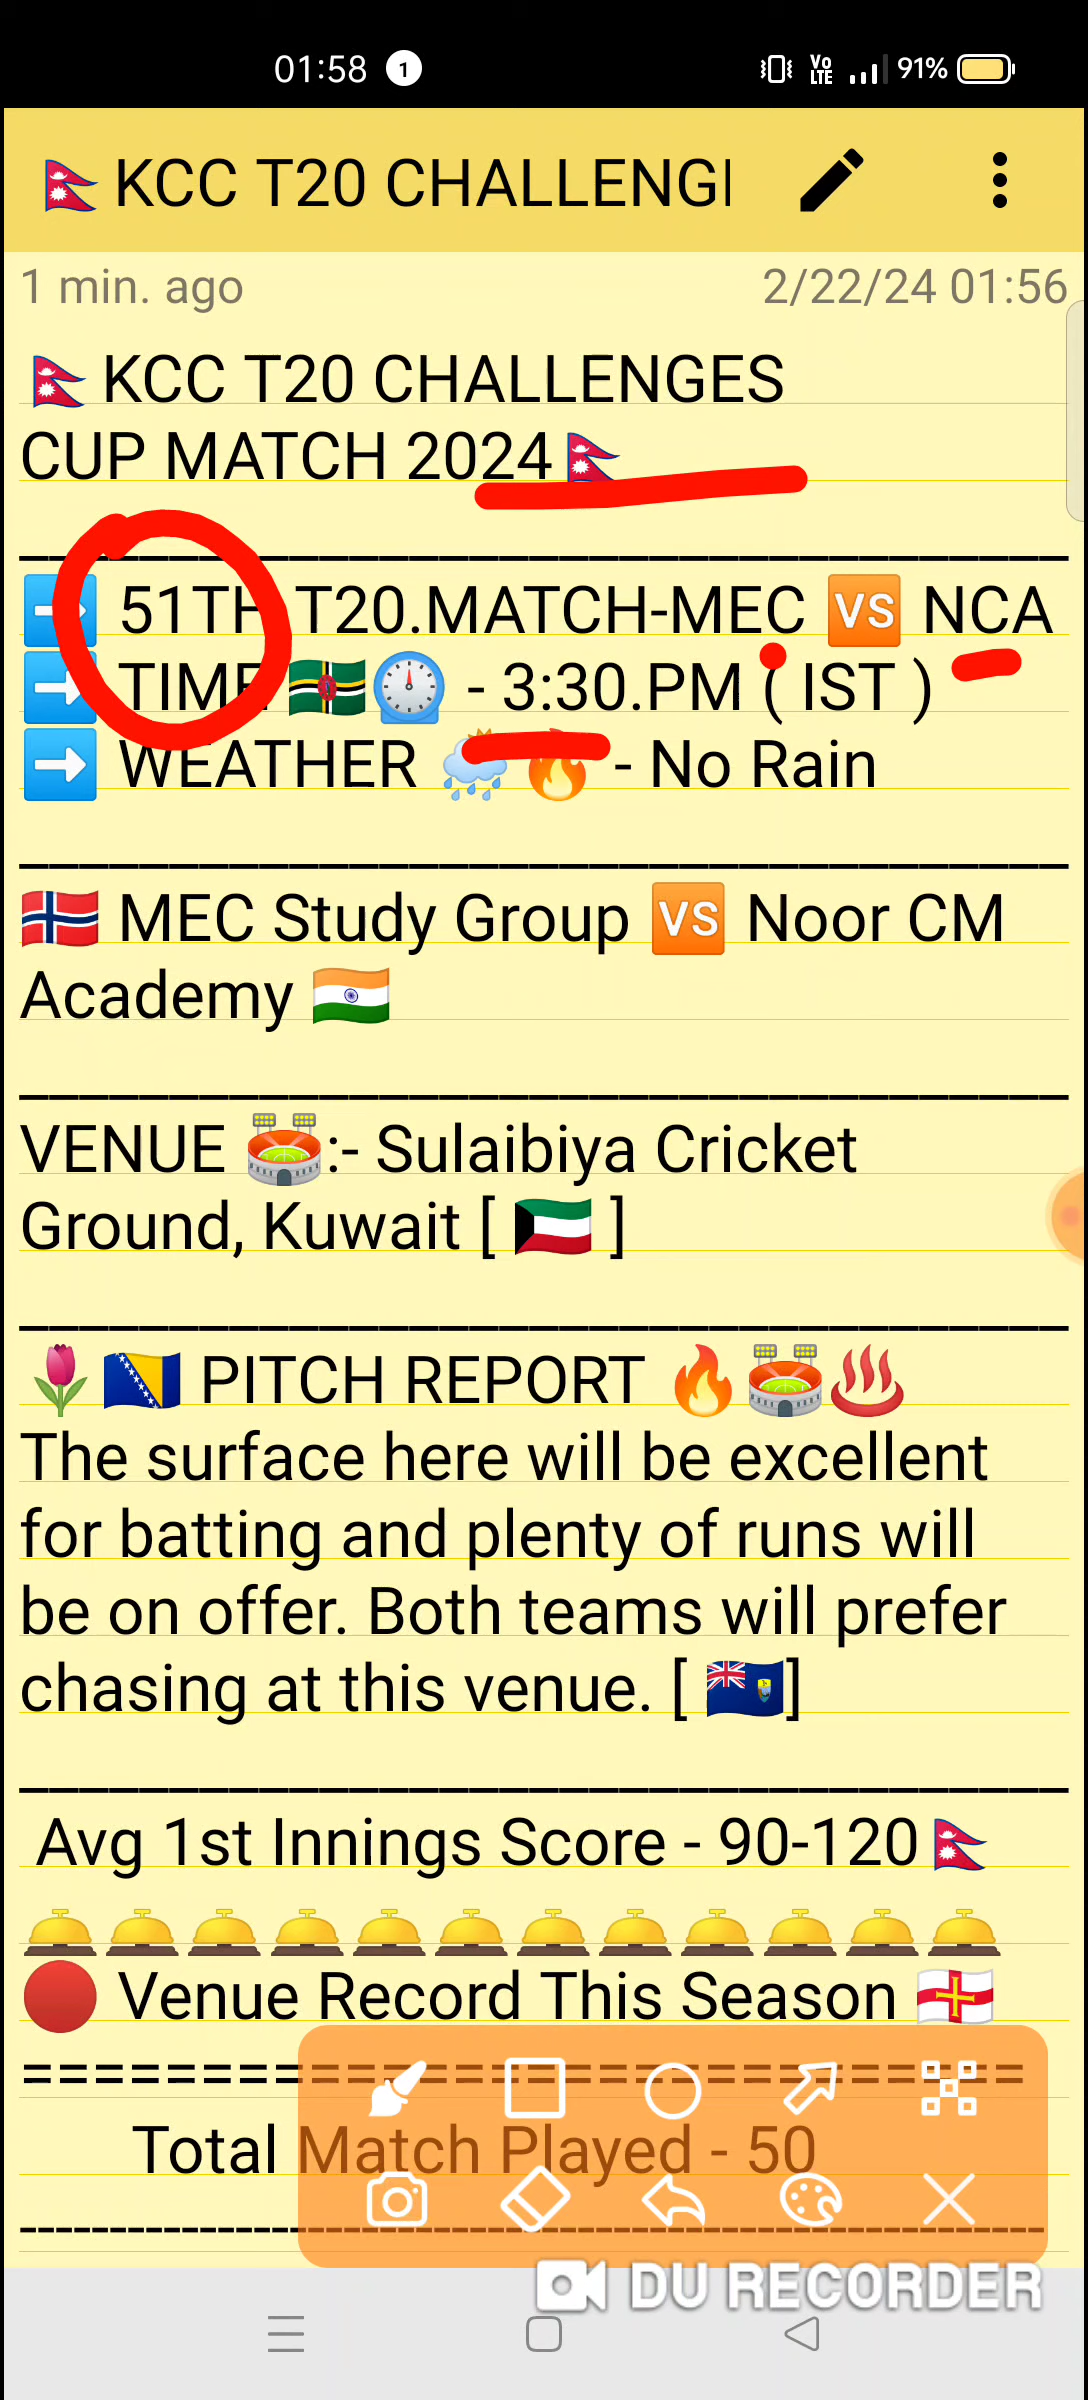 01:58 1 Vo LTE 91%
🇳🇵 KCC T20 CHALLENGE
1 min. ago 2/22/24 01:56
🇳🇵 KCC T20 CHALLENGES
CUP MATCH 2024 🇳🇵
➡️ 51TH T20.MATCH-MEC 🆚 NCA
➡️ TIME 🇩🇲⏲️ - 3:30.PM ( IST )
➡️ WEATHER 🌦️🔥 - No Rain
🇳🇴 MEC Study Group 🆚 Noor CM
Academy 🇮🇳
VENUE 🏟️:- Sulaibiya Cricket
Ground, Kuwait [ 🇰🇼 ]
🌷🇧🇦 PITCH REPORT 🔥🏟️♨️
The surface here will be excellent
for batting and plenty of runs will
be on offer. Both teams will prefer
chasing at this venue. [ 🇦🇮]
Avg 1st Innings Score - 90-120 🇳🇵
🛎️🛎️🛎️🛎️🛎️🛎️🛎️🛎️🛎️🛎️🛎️🛎️
🔴 Venue Record This Season 🇬🇬
============================
Total Match Played - 50
DU RECORDER